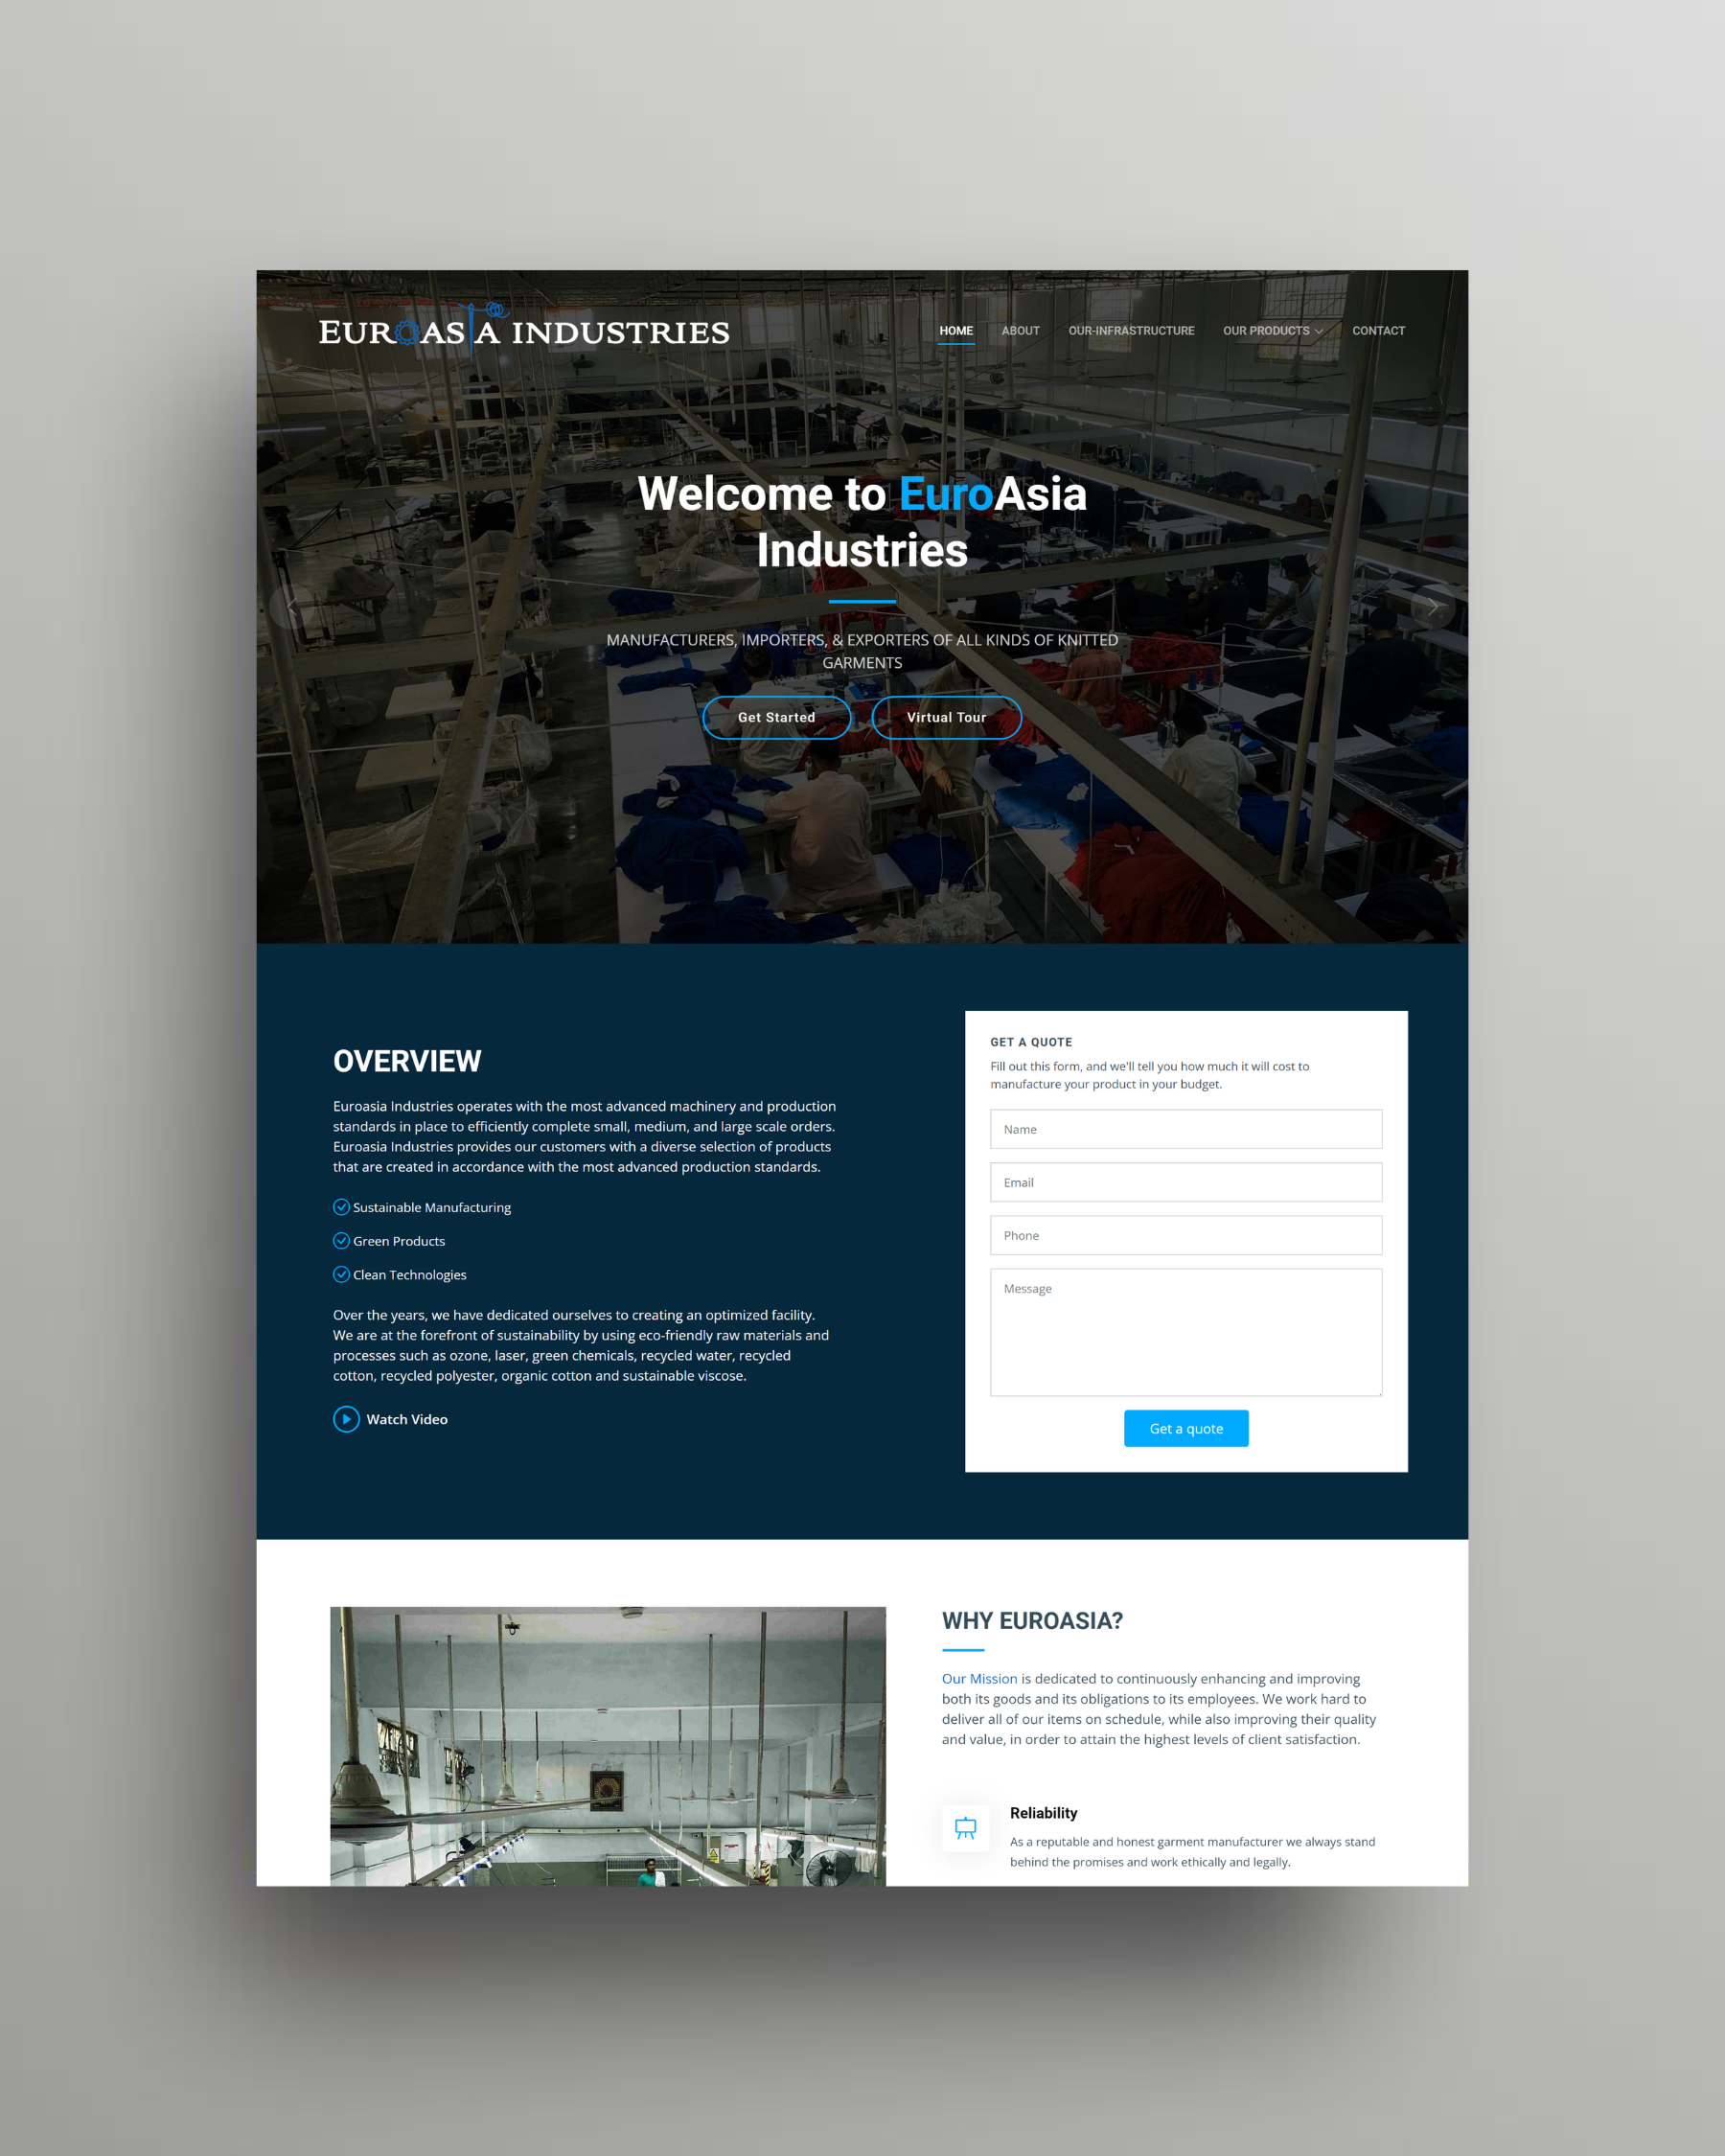 EUROASIA INDUSTRIES
HOME ABOUT OUR-INFRASTRUCTURE OUR PRODUCTS CONTACT
Welcome to EuroAsia
Industries
MANUFACTURERS, IMPORTERS, & EXPORTERS OF ALL KINDS OF KNITTED
GARMENTS
Get Started Virtual Tour
OVERVIEW
Euroasia Industries operates with the most advanced machinery and production
standards in place to efficiently complete small, medium, and large scale orders.
Euroasia Industries provides our customers with a diverse selection of products
that are created in accordance with the most advanced production standards.
Sustainable Manufacturing
Green Products
Clean Technologies
Over the years, we have dedicated ourselves to creating an optimized facility.
We are at the forefront of sustainability by using eco-friendly raw materials and
processes such as ozone, laser, green chemicals, recycled water, recycled
cotton, recycled polyester, organic cotton and sustainable viscose.
Watch Video
GET A QUOTE
Fill out this form, and we'll tell you how much it will cost to
manufacture your product in your budget.
Name
Email
Phone
Message
Get a quote
WHY EUROASIA?
Our Mission is dedicated to continuously enhancing and improving
both its goods and its obligations to its employees. We work hard to
deliver all of our items on schedule, while also improving their quality
and value, in order to attain the highest levels of client satisfaction.
Reliability
As a reputable and honest garment manufacturer we always stand
behind the promises and work ethically and legally.